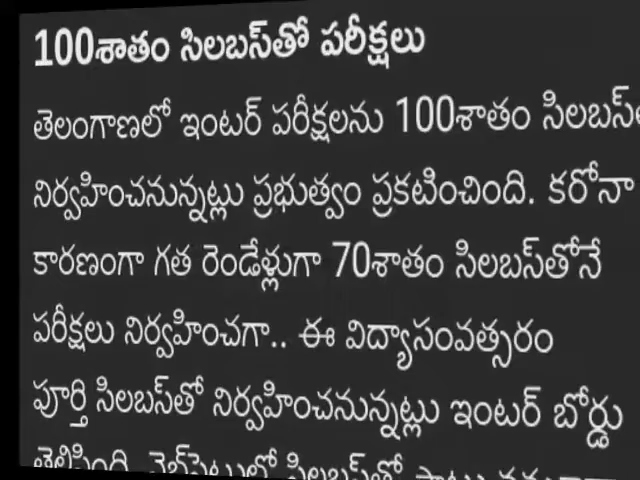 100శాతం సిలబస్‌తో పరీక్షలు
తెలంగాణలో ఇంటర్ పరీక్షలను 100శాతం
నిర్వహించనున్నట్లు ప్రభుత్వం ప్రకటించింది. కరోనా
కారణంగా గత రెండేళ్లుగా 70శాతం సిలబస్‌తోనే
పరీక్షలు నిర్వహించగా.. ఈ విద్యాసంవత్సరం
పూర్తి సిలబస్‌తో నిర్వహించనున్నట్లు ఇంటర్ బోర్డు
తెలిపింది. వెబ్‌సైటులో సిలబస్‌తో